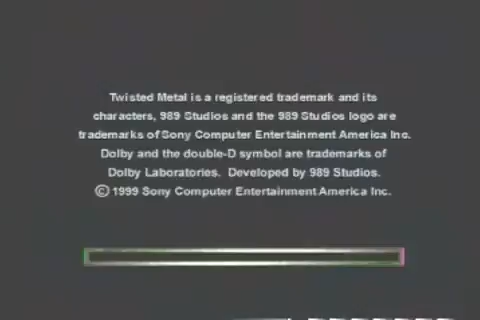 Twisted Metal is a registered trademark and its
characters, 989 Studios and the 989 Studios logo are
trademarks of Sony Computer Entertainment America Inc.
Dolby and the double-D symbol are trademarks of
Dolby Laboratories. Developed by 989 Studios.
© 1999 Sony Computer Entertainment America Inc.